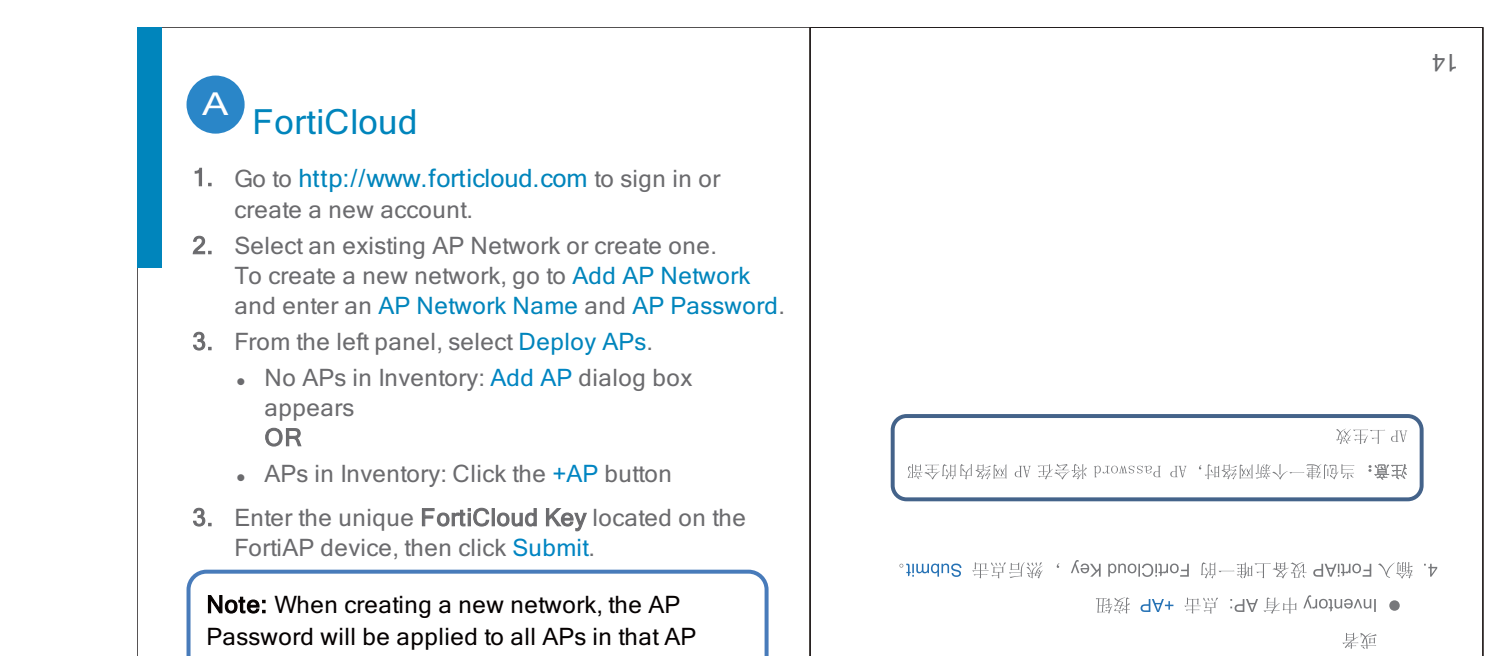 A
FortiCloud
1. Go to http://www.forticloud.com to sign in or
create a new account.
2. Select an existing AP Network or create one.
To create a new network, go to Add AP Network
and enter an AP Network Name and AP Password.
3. From the left panel, select Deploy APs.
• No APs in Inventory: Add AP dialog box
appears
OR
• APs in Inventory: Click the +AP button
3. Enter the unique FortiCloud Key located on the
FortiAP device, then click Submit.
Note: When creating a new network, the AP
Password will be applied to all APs in that AP
或者
● Inventory 中有 AP: 点击 +AP 按钮
4. 输入 FortiAP 设备上唯一的 FortiCloud Key ，然后点击 Submit。
注意：当创建一个新网络时，AP Password 将会在 AP 网络内的全部
AP 上生效
14